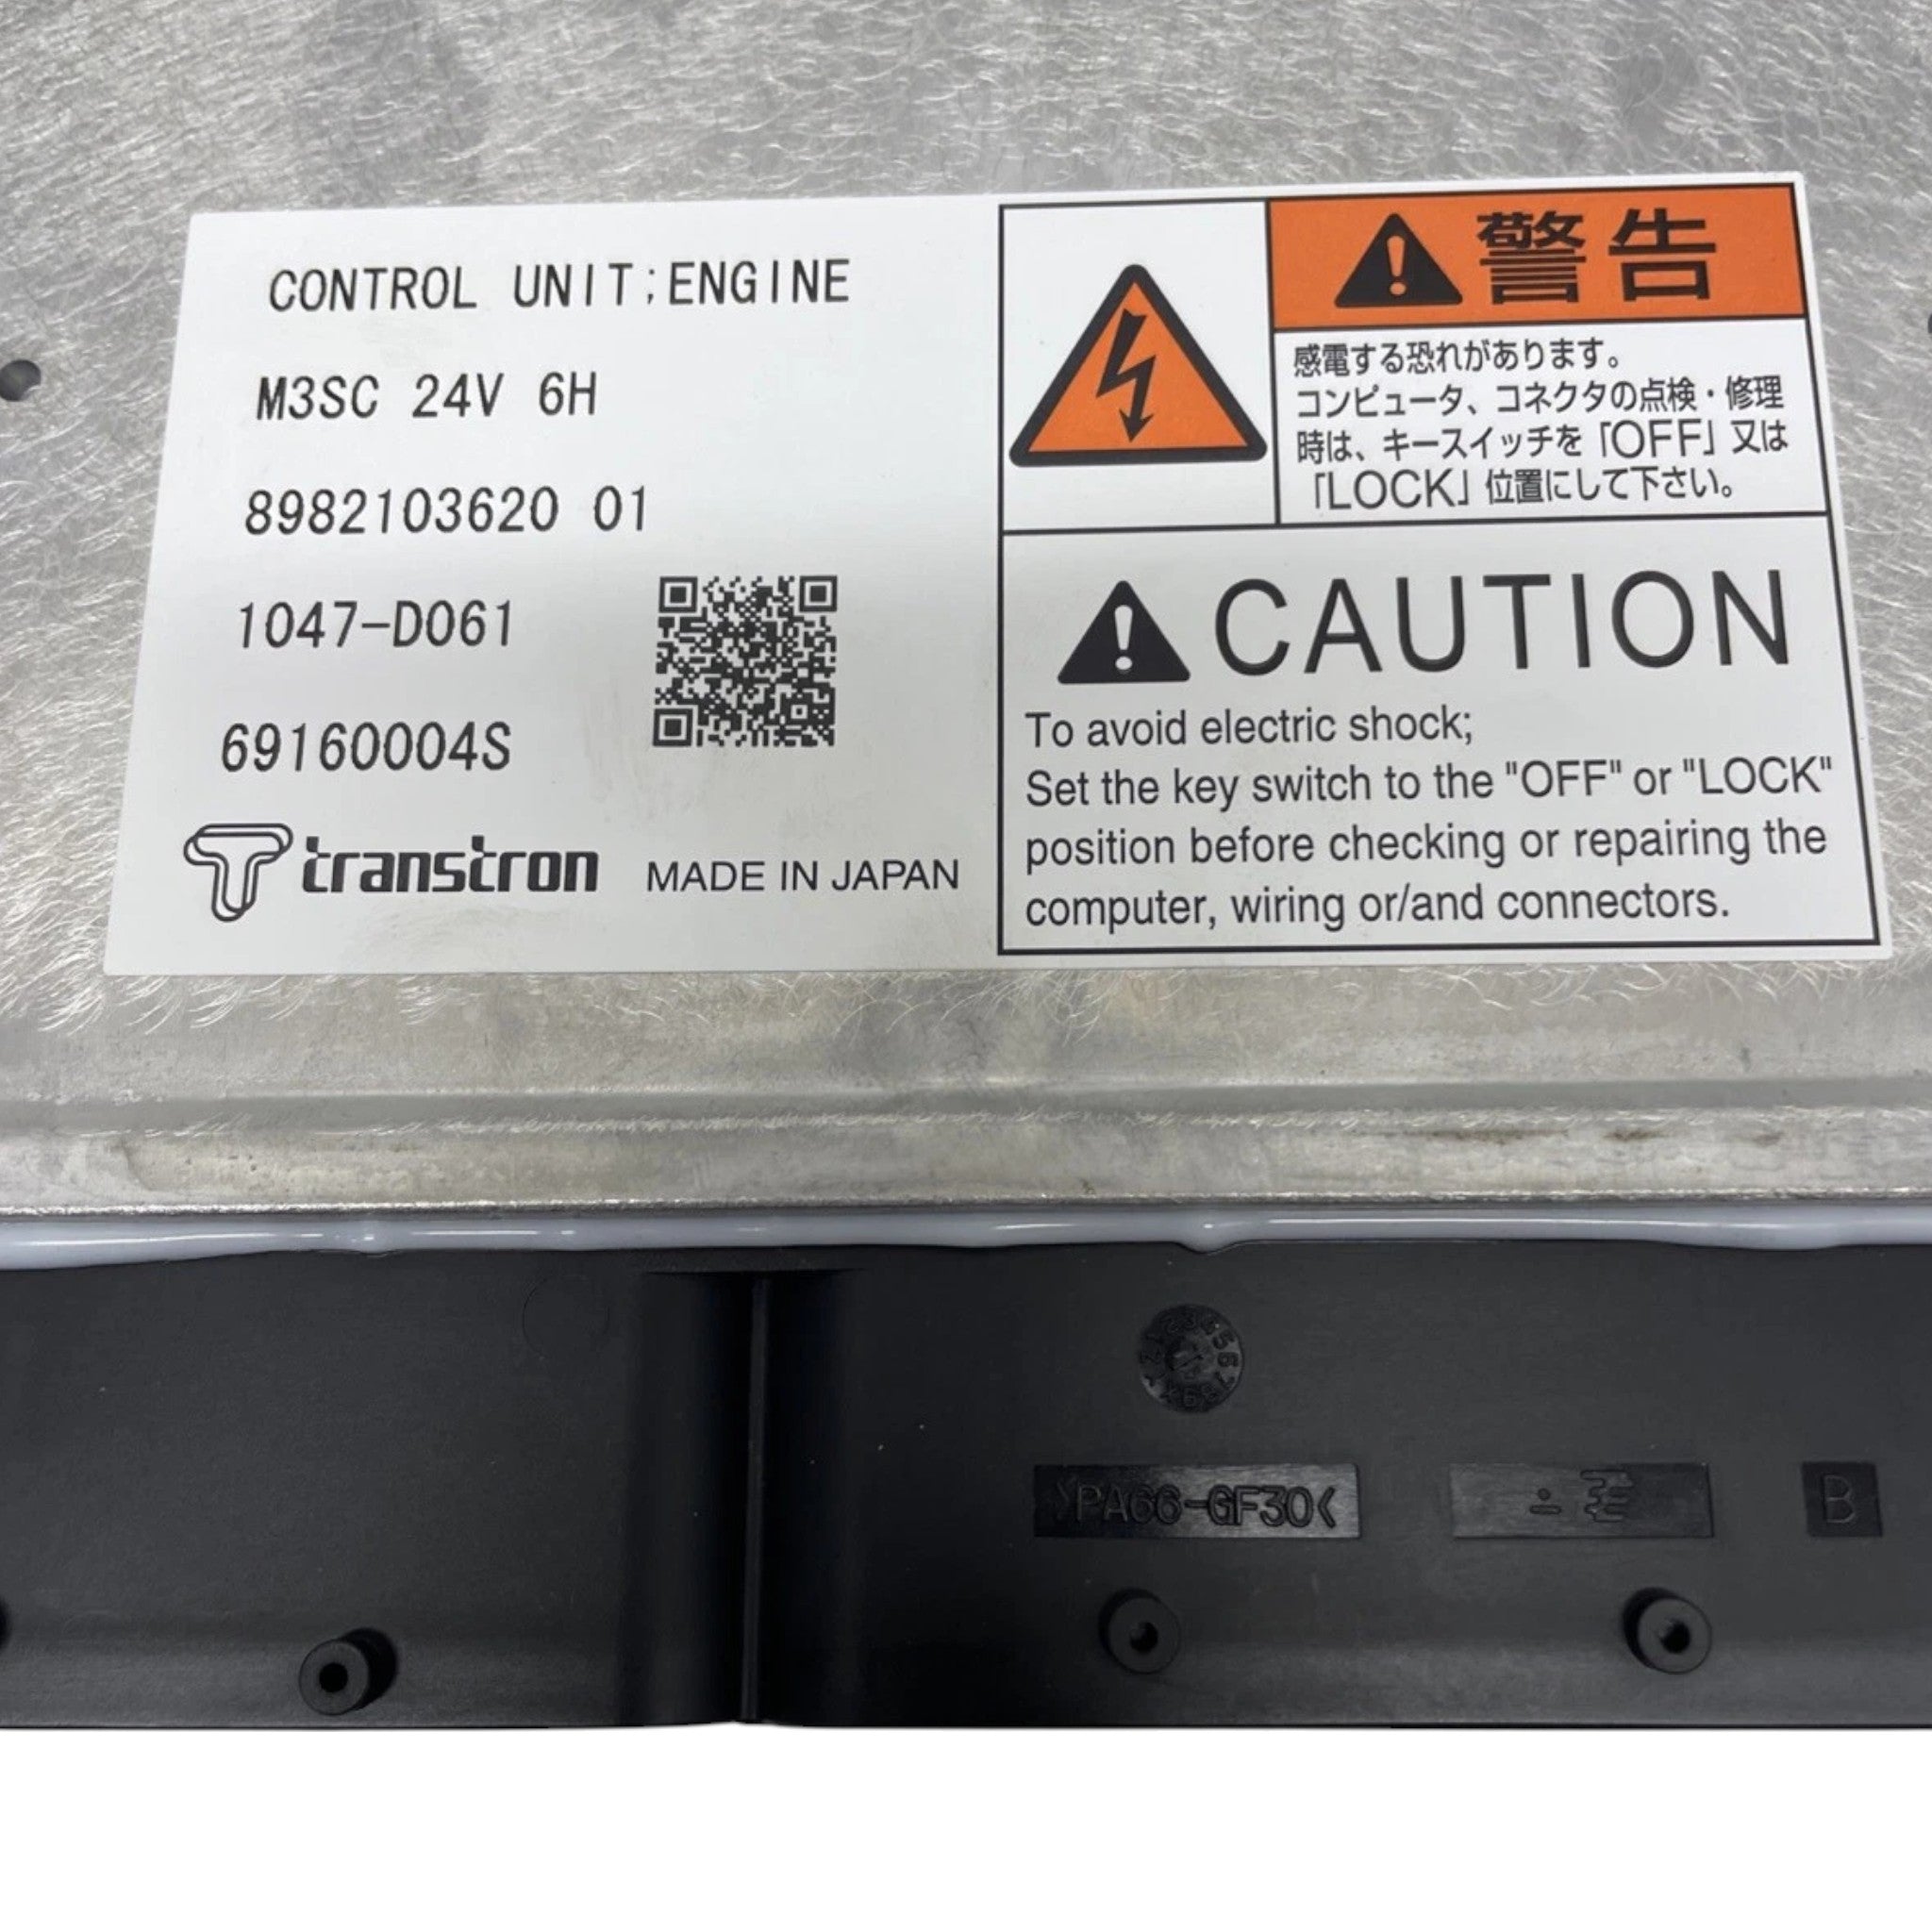 CONTROL UNIT;ENGINE
M3SC 24V 6H
8982103620 01
1047-D061
69160004S
transtron MADE IN JAPAN
警告
感電する恐れがあります。
コンピュータ、コネクタの点検・修理
時は、キースイッチを「OFF」又は
「LOCK」位置にして下さい。
CAUTION
To avoid electric shock;
Set the key switch to the "OFF" or "LOCK"
position before checking or repairing the
computer, wiring or/and connectors.
>PA66-GF30<
B